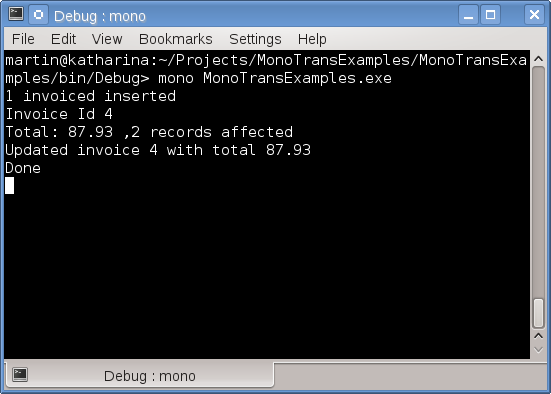 Debug : mono
File Edit View Bookmarks Settings Help
martin@katharina:~/Projects/MonoTransExamples/MonoTransExa
mples/bin/Debug> mono MonoTransExamples.exe
1 invoiced inserted
Invoice Id 4
Total: 87.93 ,2 records affected
Updated invoice 4 with total 87.93
Done
Debug : mono